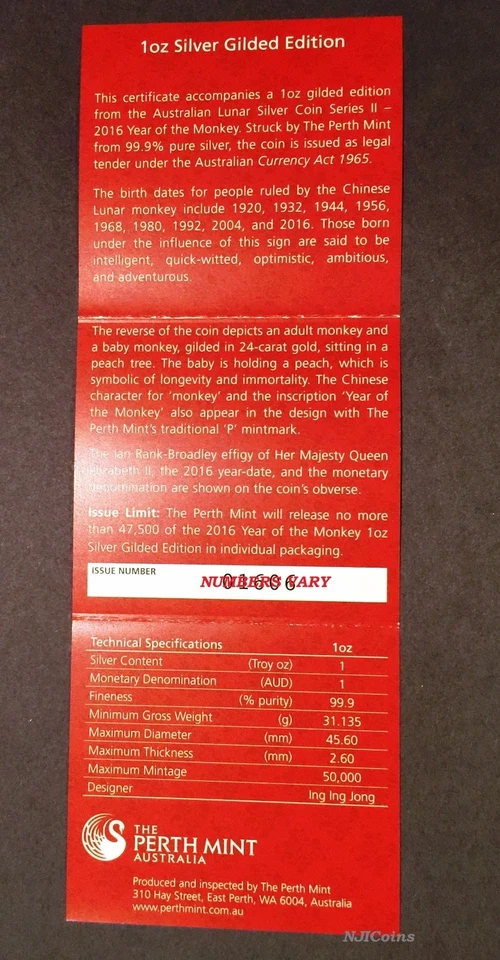 1oz Silver Gilded Edition
This certificate accompanies a 1oz gilded edition
from the Australian Lunar Silver Coin Series II –
2016 Year of the Monkey. Struck by The Perth Mint
from 99.9% pure silver, the coin is issued as legal
tender under the Australian Currency Act 1965.
The birth dates for people ruled by the Chinese
Lunar monkey include 1920, 1932, 1944, 1956,
1968, 1980, 1992, 2004, and 2016. Those born
under the influence of this sign are said to be
intelligent, quick-witted, optimistic, ambitious,
and adventurous.
The reverse of the coin depicts an adult monkey and
a baby monkey, gilded in 24-carat gold, sitting in a
peach tree. The baby is holding a peach, which is
symbolic of longevity and immortality. The Chinese
character for ‘monkey’ and the inscription ‘Year of
the Monkey’ also appear in the design with The
Perth Mint’s traditional ‘P’ mintmark.
The Ian Rank-Broadley effigy of Her Majesty Queen
Elizabeth II, the 2016 year-date, and the monetary
denomination are shown on the coin’s obverse.
Issue Limit: The Perth Mint will release no more
than 47,500 of the 2016 Year of the Monkey 1oz
Silver Gilded Edition in individual packaging.
ISSUE NUMBER 01606
NUMBERS VARY
Technical Specifications 1oz
Silver Content (Troy oz) 1
Monetary Denomination (AUD) 1
Fineness (% purity) 99.9
Minimum Gross Weight (g) 31.135
Maximum Diameter (mm) 45.60
Maximum Thickness (mm) 2.60
Maximum Mintage 50,000
Designer Ing Ing Jong
THE
PERTH MINT
AUSTRALIA
Produced and inspected by The Perth Mint
310 Hay Street, East Perth, WA 6004, Australia
www.perthmint.com.au
NJICoins